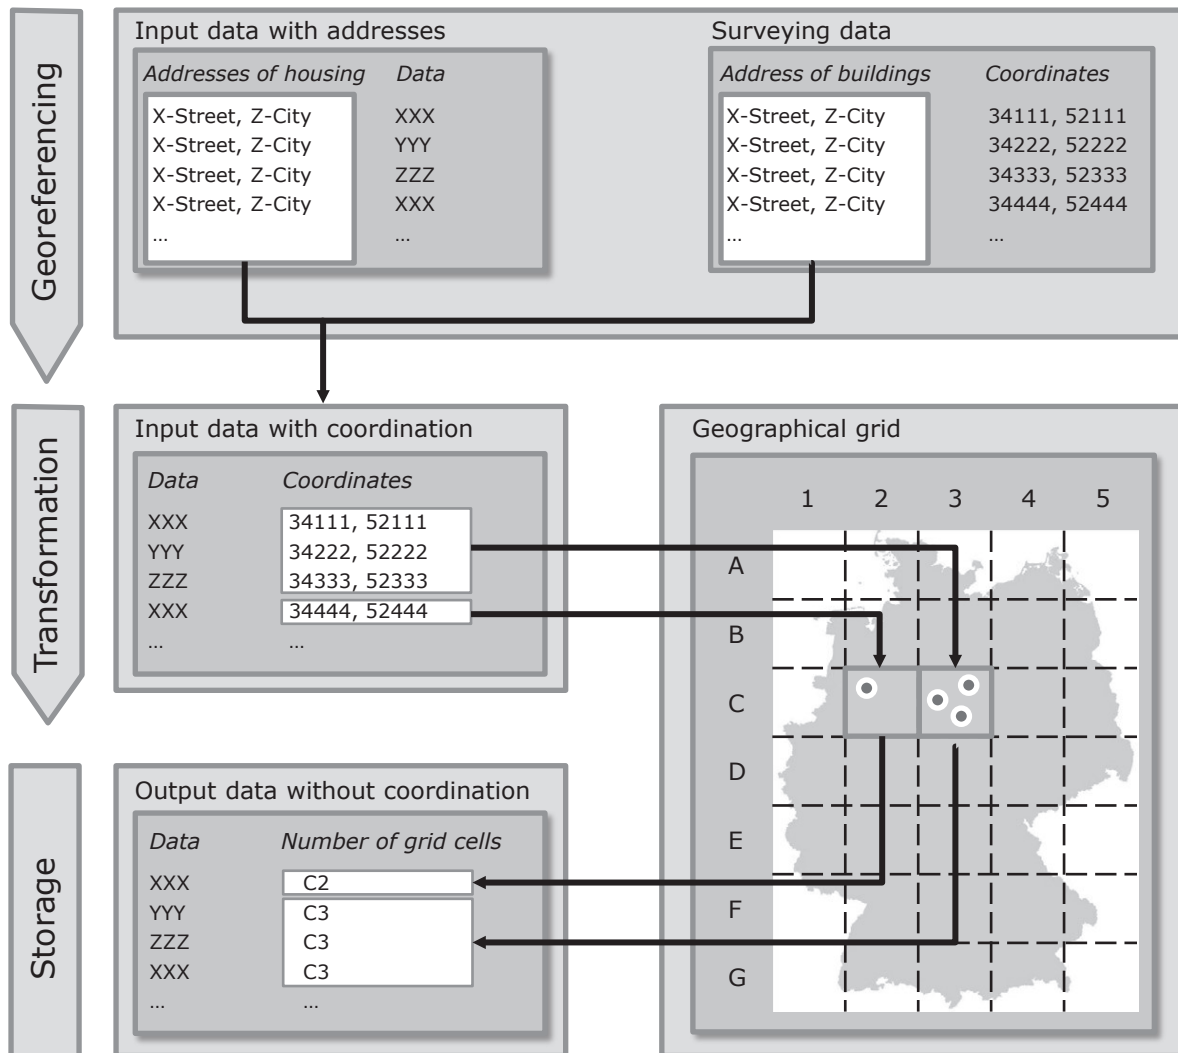 Georeferencing
Input data with addresses
Addresses of housing Data
X-Street, Z-City XXX
X-Street, Z-City YYY
X-Street, Z-City ZZZ
X-Street, Z-City XXX
... ...
Surveying data
Address of buildings Coordinates
X-Street, Z-City 34111, 52111
X-Street, Z-City 34222, 52222
X-Street, Z-City 34333, 52333
X-Street, Z-City 34444, 52444
... ...
Transformation
Input data with coordination
Data Coordinates
XXX 34111, 52111
YYY 34222, 52222
ZZZ 34333, 52333
XXX 34444, 52444
... ...
Geographical grid
1 2 3 4 5
A
B
C
D
E
F
G
Storage
Output data without coordination
Data Number of grid cells
XXX C2
YYY C3
ZZZ C3
XXX C3
... ...